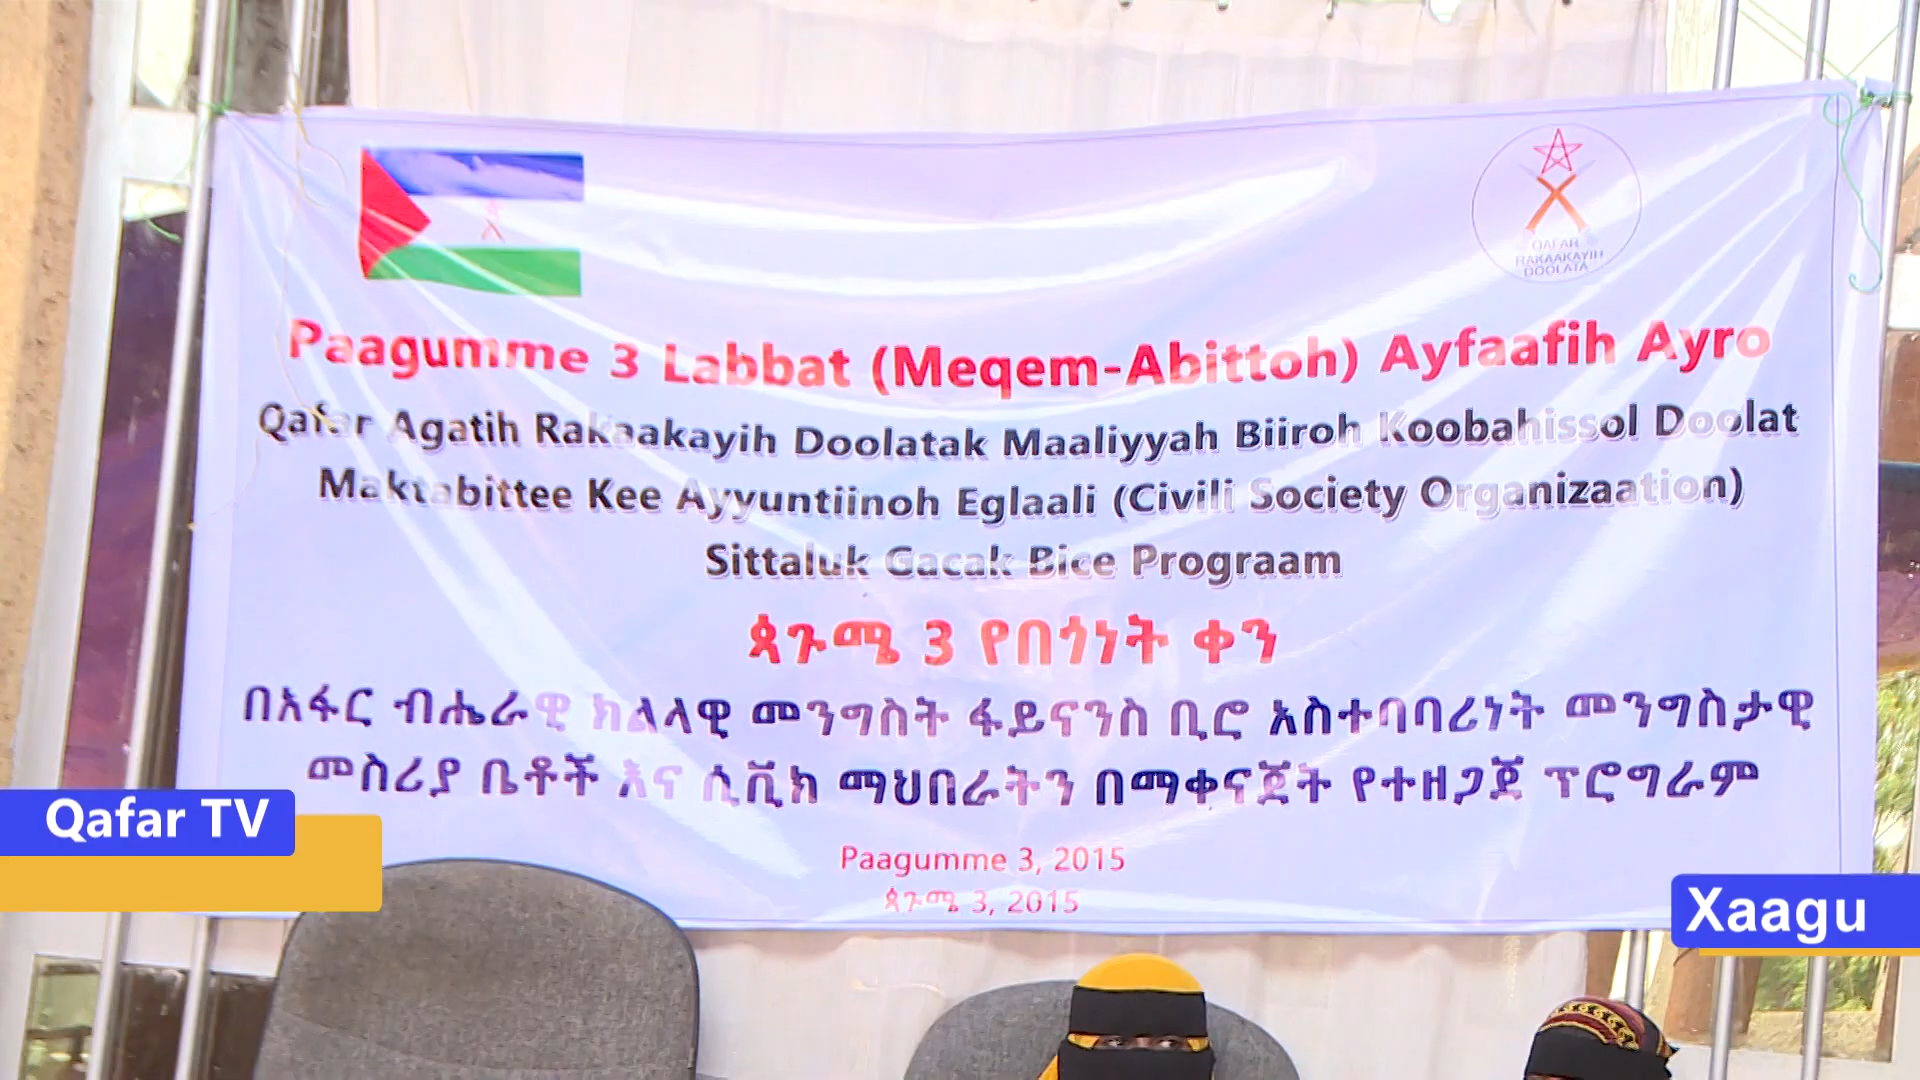 QAFAR
RAKAAKAYIH
DOOLATA
Paagumme 3 Labbat (Meqem-Abittoh) Ayfaafih Ayro
Qafar Agatih Rakaakayih Doolatak Maaliyyah Biiroh Koobahissol Doolat
Maktabittee Kee Ayyuntiinoh Eglaali (Civili Society Organizaation)
Sittaluk Gacak Bice Prograam
ጳጉሜ 3 የበጎነት ቀን
በአፋር ብሔራዊ ክልላዊ መንግስት ፋይናንስ ቢሮ አስተባባሪነት መንግስታዊ
መስሪያ ቤቶች እና ሲቪክ ማህበራትን በማቀናጀት የተዘጋጀ ፕሮግራም
Paagumme 3, 2015
ጳጉሜ 3, 2015
Qafar TV
Xaagu